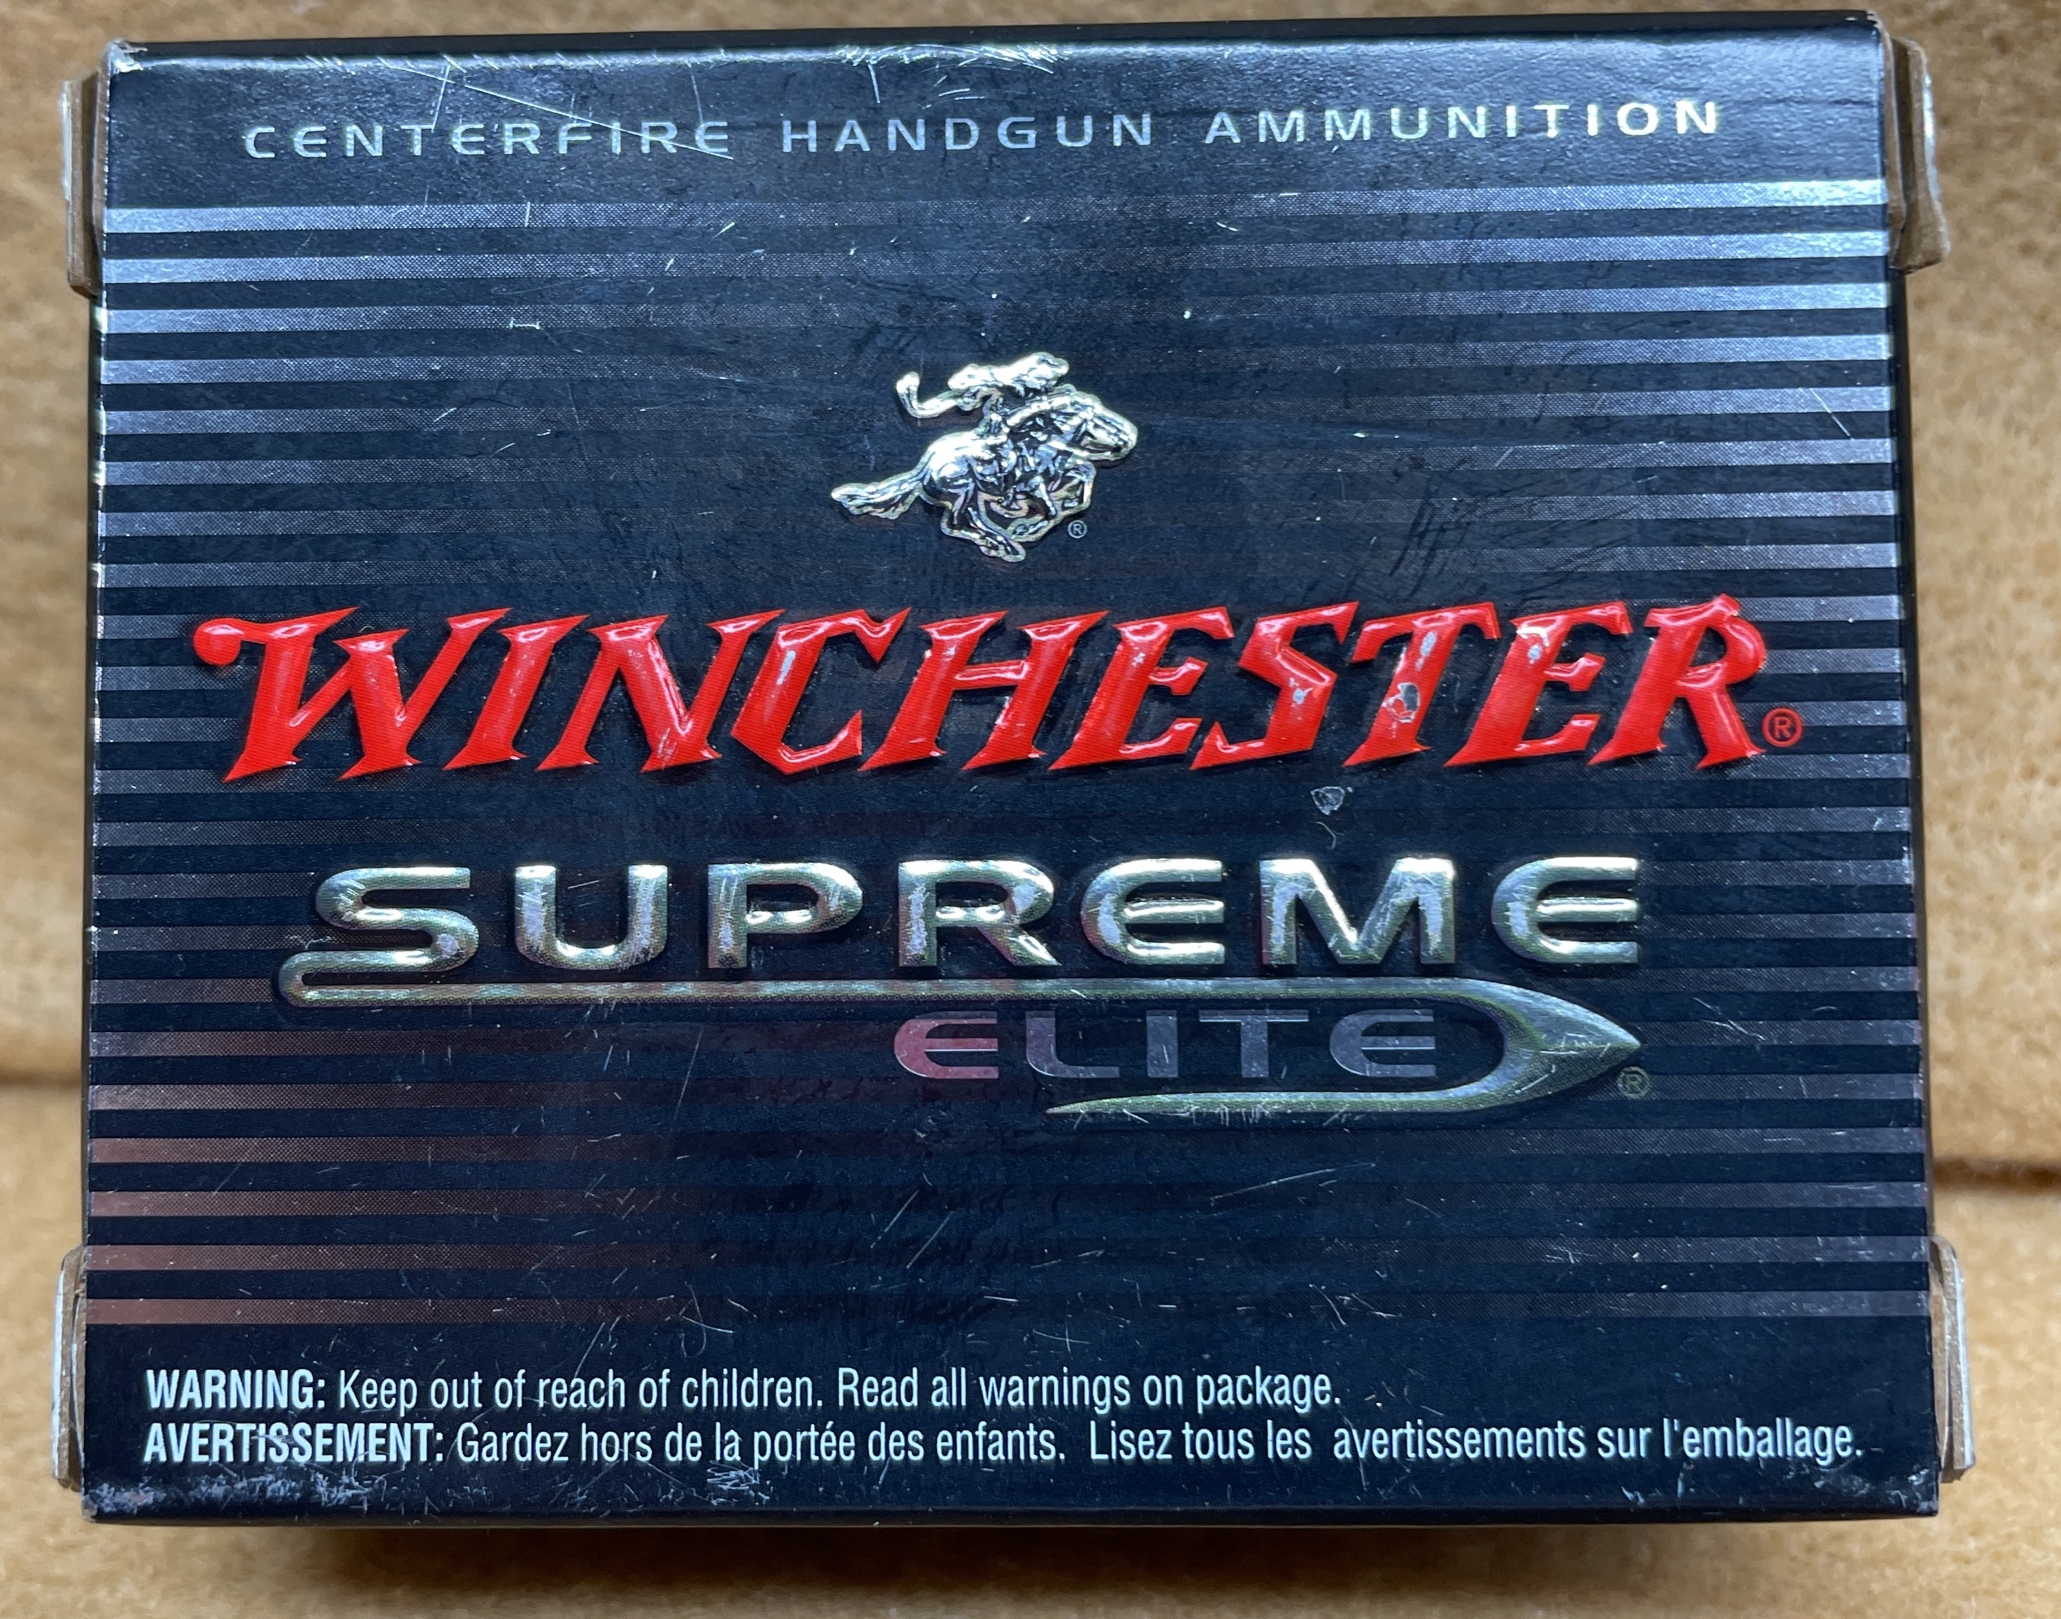 CENTERFIRE HANDGUN AMMUNITION
®
WINCHESTER®
SUPREME
ELITE®
WARNING: Keep out of reach of children. Read all warnings on package.
AVERTISSEMENT: Gardez hors de la portée des enfants. Lisez tous les avertissements sur l'emballage.